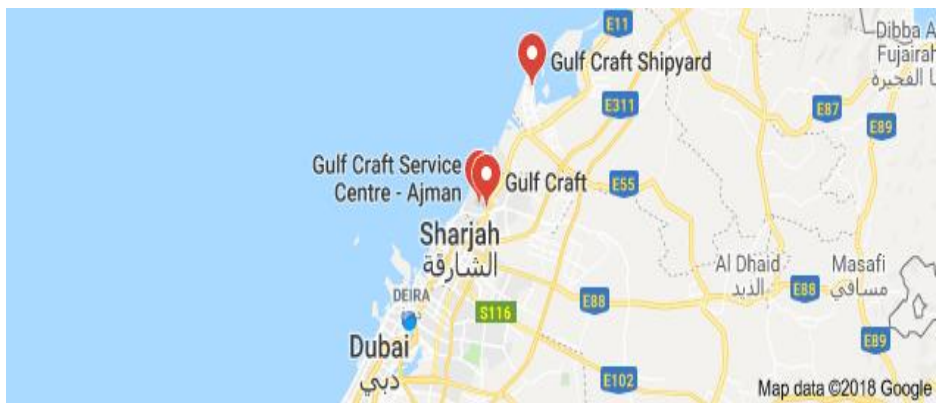 E11
Dibba A
Fujairah
ا الفجيرة
Gulf Craft Shipyard
E311
E87
E89
Gulf Craft Service
Centre - Ajman
Gulf Craft
E55
Sharjah
الشارقة
Al Dhaid
الذيد
Masafi
مسافي
E88
E88
DEIRA
S116
E89
Dubai
دبي
E102
Map data ©2018 Google